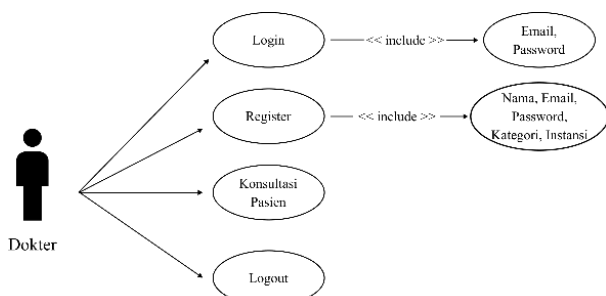 Login
<< include >>
Email,
Password
Register
<< include >>
Nama, Email,
Password,
Kategori, Instansi
Konsultasi
Pasien
Dokter
Logout